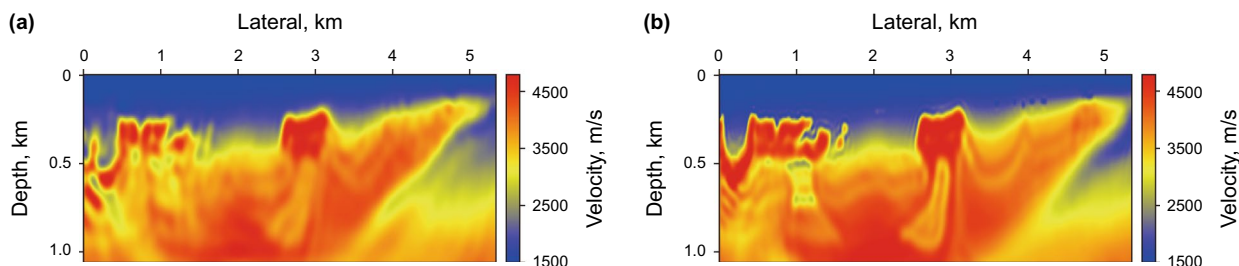 (a)
Lateral, km
0 1 2 3 4 5
Depth, km
0
0.5
1.0
4500
3500
2500
1500
Velocity, m/s
(b)
Lateral, km
0 1 2 3 4 5
Depth, km
0
0.5
1.0
4500
3500
2500
1500
Velocity, m/s